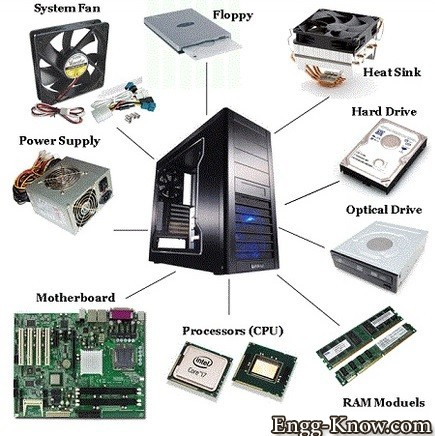 System Fan
Floppy
Heat Sink
Hard Drive
Power Supply
Optical Drive
Motherboard
Processors (CPU)
intel
Core i7
RAM Moduels
Engg-Know.com